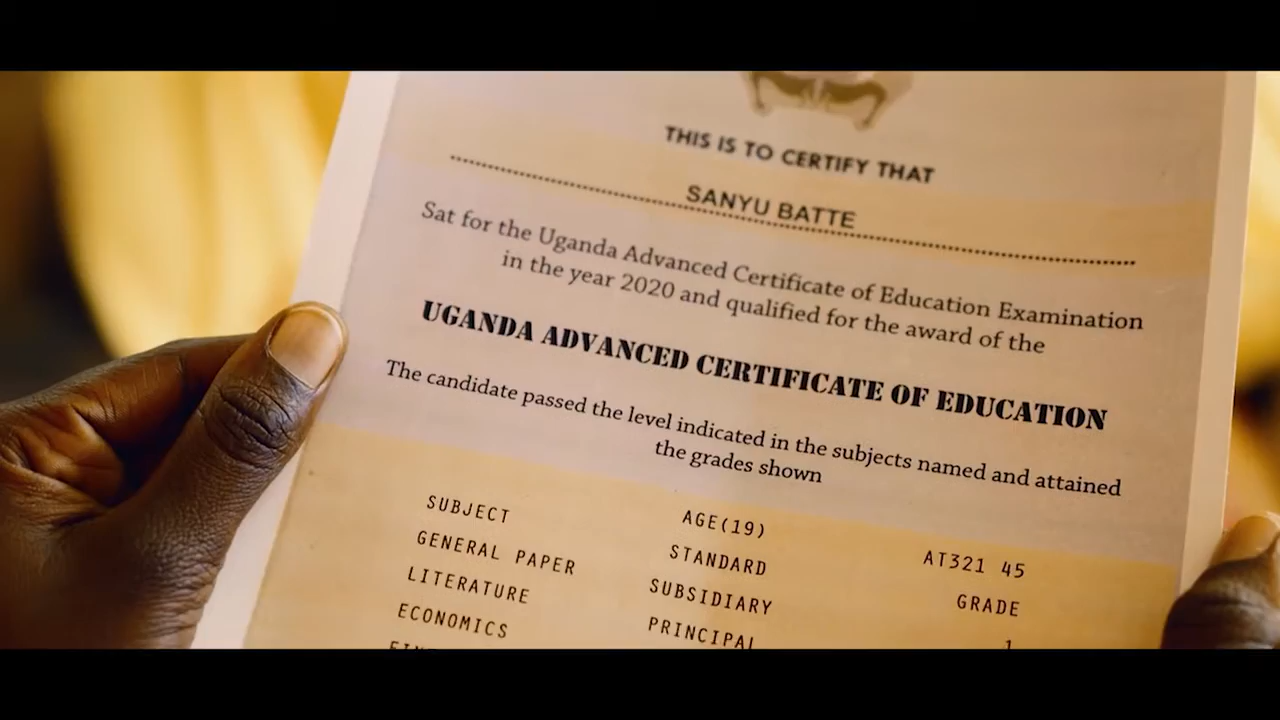 THIS IS TO CERTIFY THAT
SANYU BATTE
Sat for the Uganda Advanced Certificate of Education Examination
in the year 2020 and qualified for the award of the
UGANDA ADVANCED CERTIFICATE OF EDUCATION
The candidate passed the level indicated in the subjects named and attained
the grades shown
SUBJECT AGE(19) AT321 45
GENERAL PAPER STANDARD GRADE
LITERATURE SUBSIDIARY 1
ECONOMICS PRINCIPAL